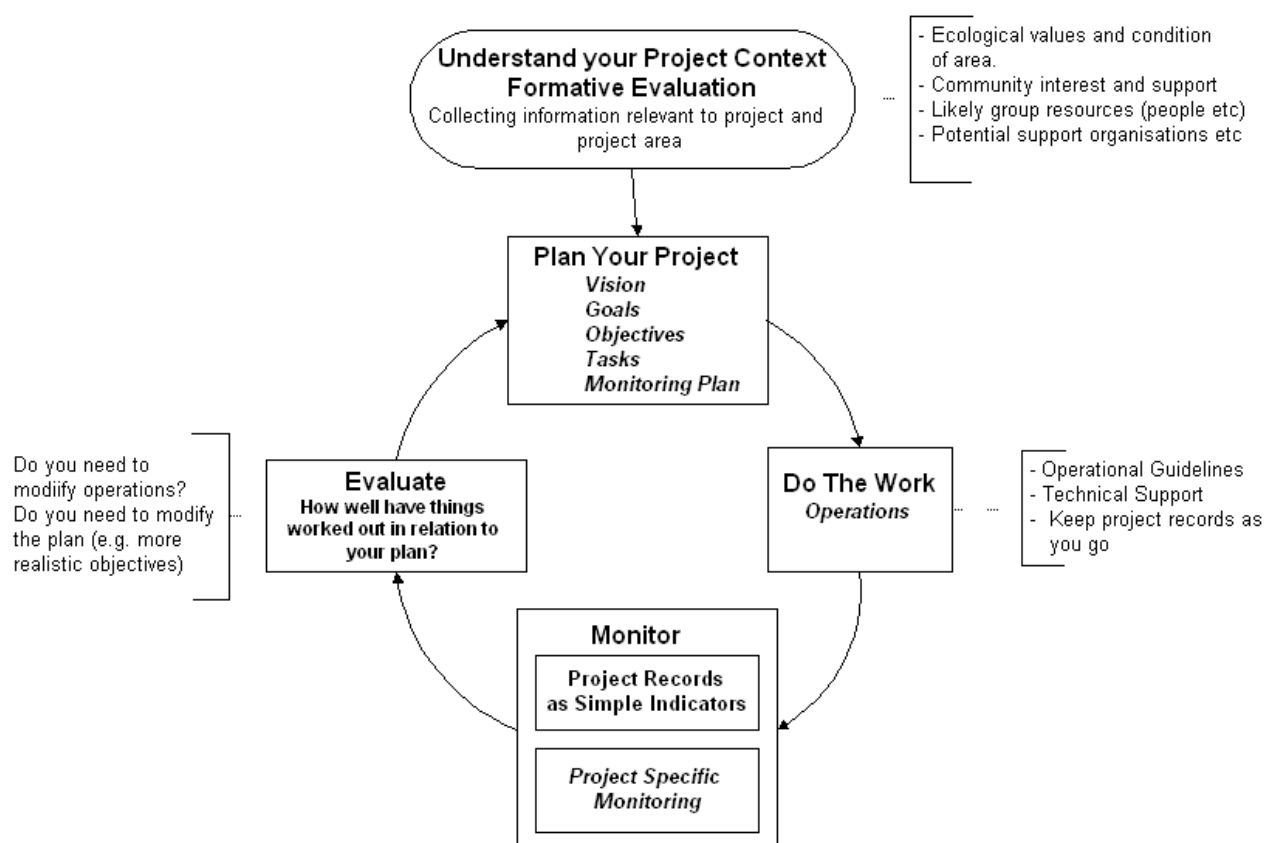 Understand your Project Context
Formative Evaluation
Collecting information relevant to project and
project area
- Ecological values and condition
of area.
- Community interest and support
- Likely group resources (people etc)
- Potential support organisations etc
Plan Your Project
Vision
Goals
Objectives
Tasks
Monitoring Plan
Do The Work
Operations
- Operational Guidelines
- Technical Support
- Keep project records as
you go
Monitor
Project Records
as Simple Indicators
Project Specific
Monitoring
Evaluate
How well have things
worked out in relation to
your plan?
Do you need to
modiify operations?
Do you need to modify
the plan (e.g. more
realistic objectives)